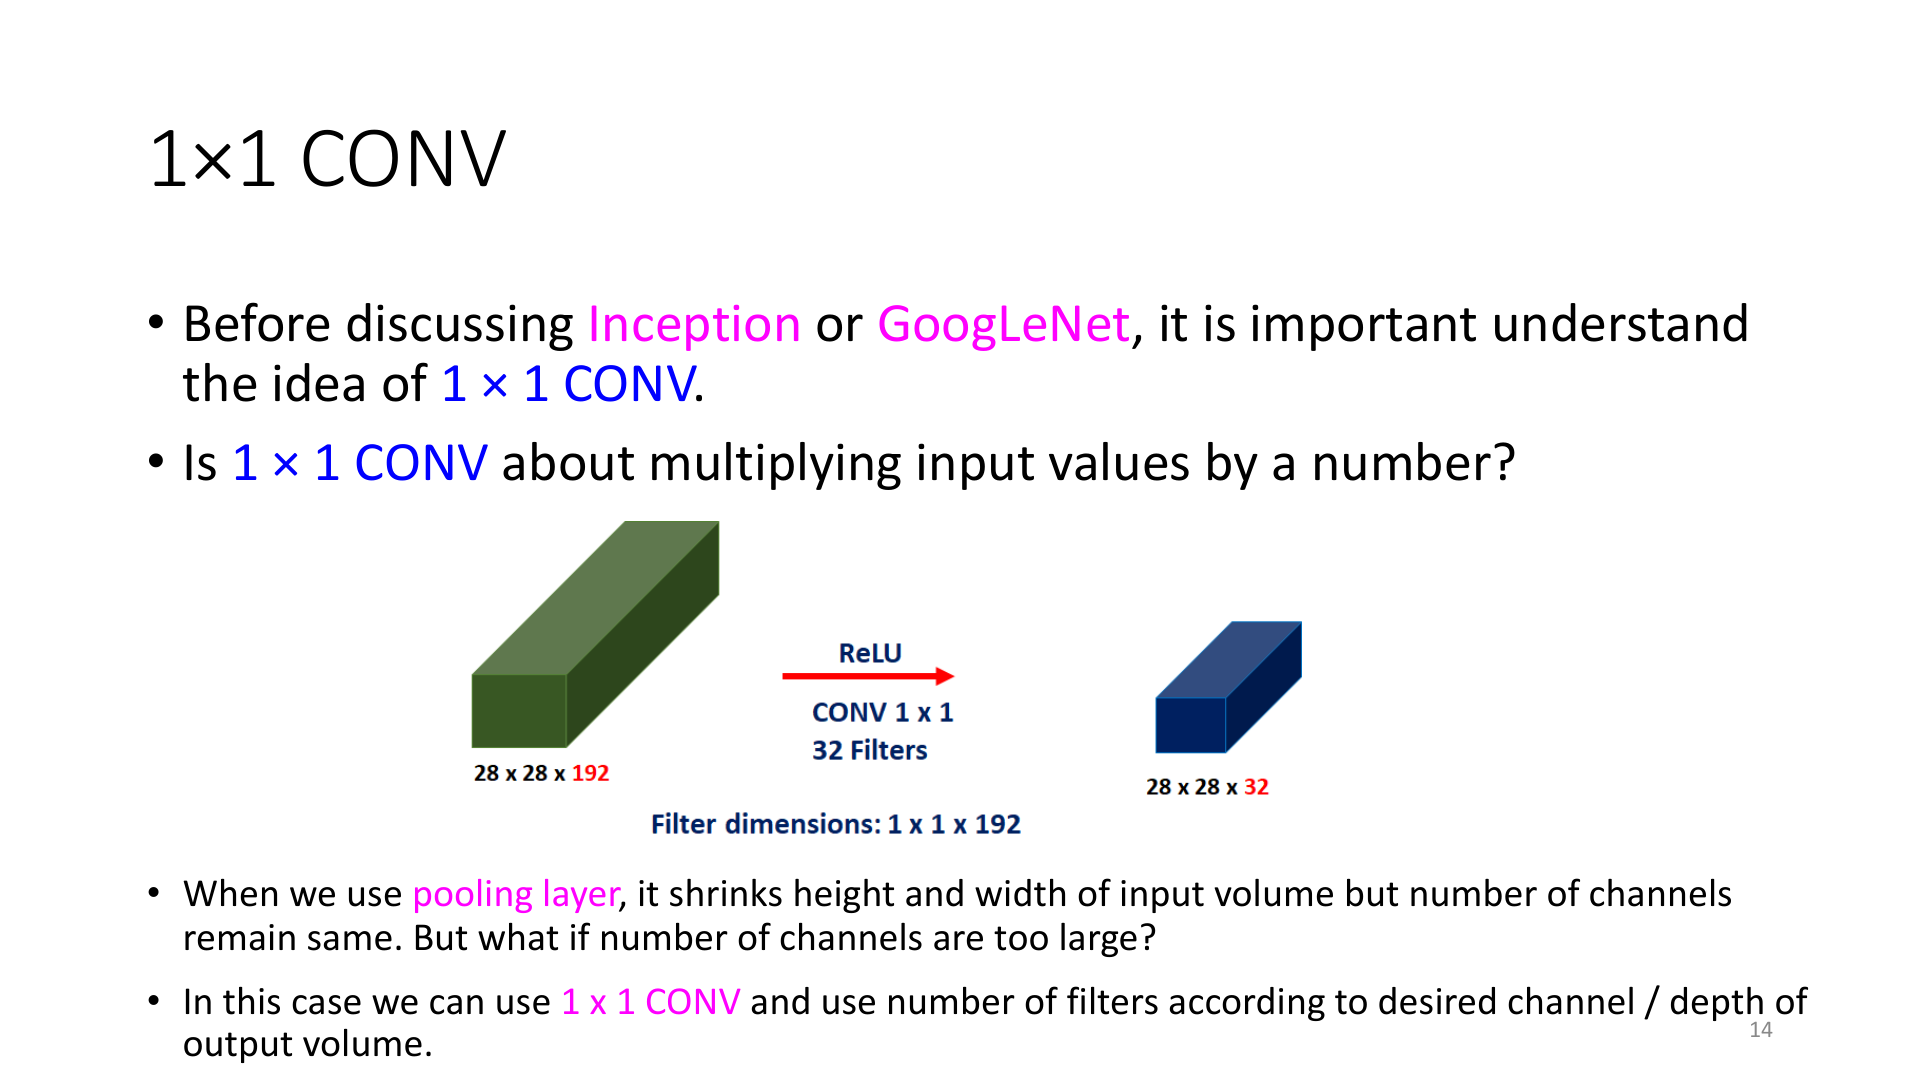 1×1 CONV
• Before discussing Inception or GoogLeNet, it is important understand
the idea of 1 × 1 CONV.
• Is 1 × 1 CONV about multiplying input values by a number?
ReLU
CONV 1 x 1
32 Filters
28 x 28 x 192
28 x 28 x 32
Filter dimensions: 1 x 1 x 192
• When we use pooling layer, it shrinks height and width of input volume but number of channels
remain same. But what if number of channels are too large?
• In this case we can use 1 x 1 CONV and use number of filters according to desired channel / depth of
output volume.
14